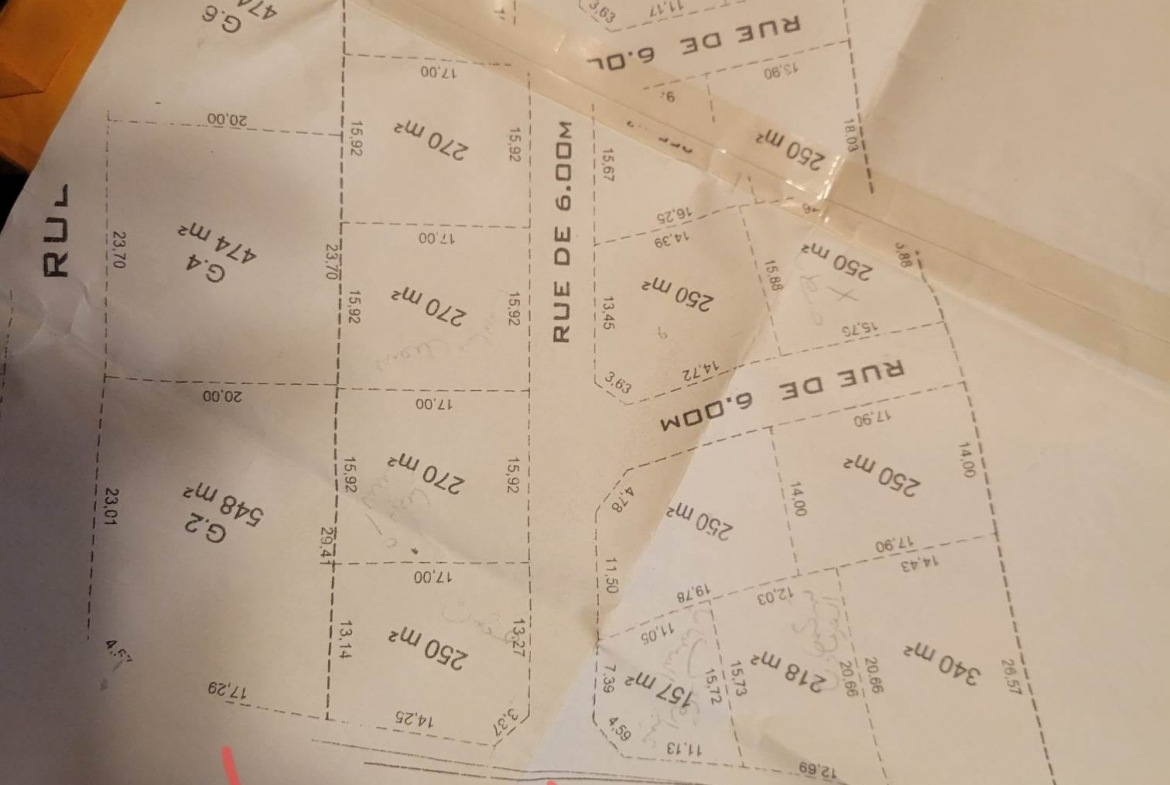 474
G.6
3,63
11,17
RUE DE 6.0
13,90
17,00
20,00
15,92
270 m²
15,92
15,67
250 m²
18,03
RU
23,70
G.4
474 m²
23,70
17,00
15,92
270 m²
15,92
RUE DE 6.00M
16,25
14,39
250 m²
13,45
3,63
14,72
15,88
250 m²
3,88
15,75
RUE DE 6.00M
20,00
17,00
15,92
270 m²
15,92
17,90
250 m²
14,00
14,00
17,90
4,78
250 m²
11,50
19,78
23,01
G.2
548 m²
29,41
17,00
13,14
250 m²
13,27
3,37
14,25
17,29
11,05
7,39
157 m²
15,72
4,59
11,13
12,03
15,73
218 m²
20,66
12,69
14,43
20,66
340 m²
26,57